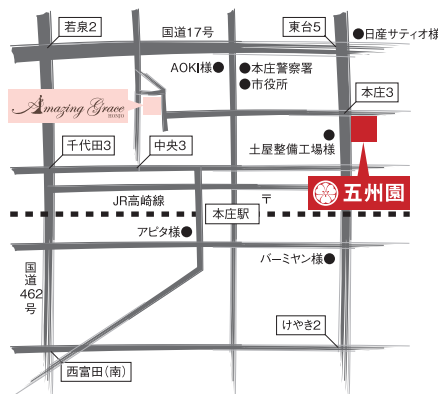 若泉2
国道17号
東台5
日産サティオ様
AOKI様
本庄警察署
市役所
本庄3
Amazing Grace
HONJO
土屋整備工場様
千代田3
中央3
五州園
JR高崎線
本庄駅
〒
アピタ様
バーミヤン様
国道462号
けやき2
西富田(南)